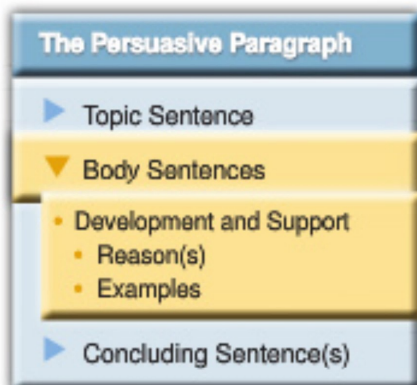 The Persuasive Paragraph
Topic Sentence
Body Sentences
• Development and Support
• Reason(s)
• Examples
Concluding Sentence(s)